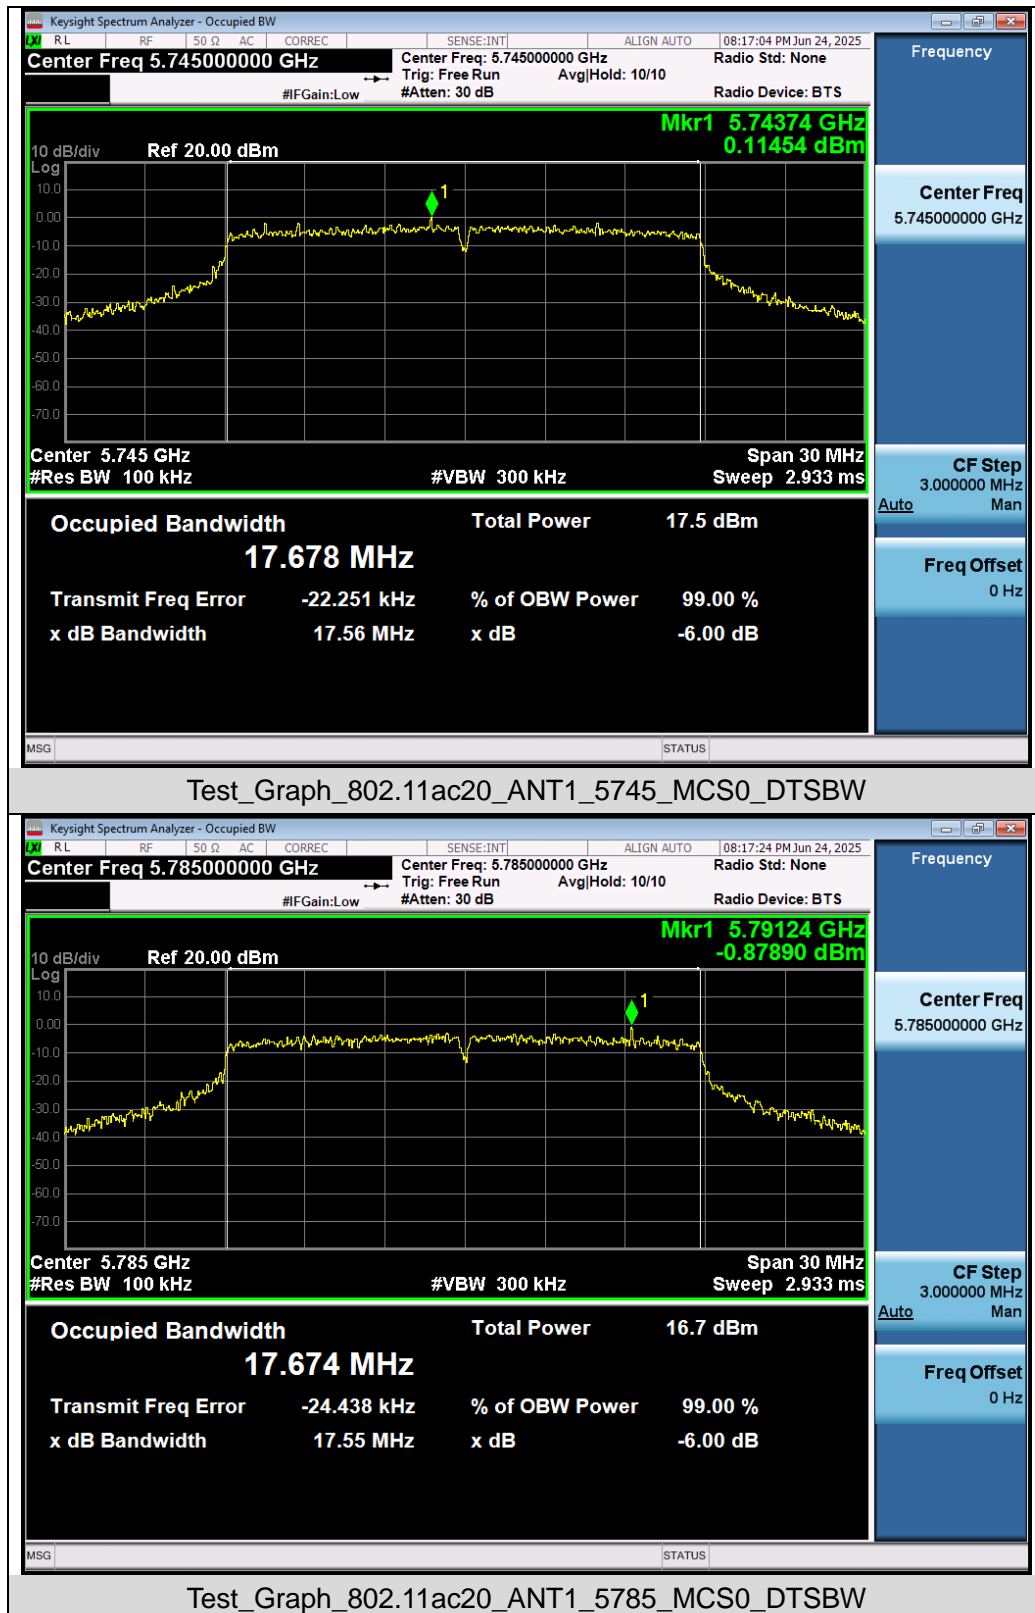 Keysight Spectrum Analyzer - Occupied BW
LXI RL RF 50 Ω AC CORREC SENSE:INT ALIGN AUTO 08:17:04 PM Jun 24, 2025
Center Freq 5.745000000 GHz
Center Freq: 5.745000000 GHz
Radio Std: None
Trig: Free Run Avg|Hold: 10/10
#IFGain:Low
#Atten: 30 dB
Radio Device: BTS
Frequency
Mkr1 5.74374 GHz
0.11454 dBm
10 dB/div Ref 20.00 dBm
Log
10.0
0.00
-10.0
-20.0
-30.0
-40.0
-50.0
-60.0
-70.0
1
Center Freq
5.745000000 GHz
Center 5.745 GHz
Span 30 MHz
#Res BW 100 kHz
#VBW 300 kHz
Sweep 2.933 ms
CF Step
3.000000 MHz
Auto Man
Freq Offset
0 Hz
Occupied Bandwidth
17.678 MHz
Total Power 17.5 dBm
Transmit Freq Error -22.251 kHz
% of OBW Power 99.00 %
x dB Bandwidth 17.56 MHz
x dB -6.00 dB
MSG
STATUS
Test_Graph_802.11ac20_ANT1_5745_MCS0_DTSBW
Keysight Spectrum Analyzer - Occupied BW
LXI RL RF 50 Ω AC CORREC SENSE:INT ALIGN AUTO 08:17:24 PM Jun 24, 2025
Center Freq 5.785000000 GHz
Center Freq: 5.785000000 GHz
Radio Std: None
Trig: Free Run Avg|Hold: 10/10
#IFGain:Low
#Atten: 30 dB
Radio Device: BTS
Frequency
Mkr1 5.79124 GHz
-0.87890 dBm
10 dB/div Ref 20.00 dBm
Log
10.0
0.00
-10.0
-20.0
-30.0
-40.0
-50.0
-60.0
-70.0
1
Center Freq
5.785000000 GHz
Center 5.785 GHz
Span 30 MHz
#Res BW 100 kHz
#VBW 300 kHz
Sweep 2.933 ms
CF Step
3.000000 MHz
Auto Man
Freq Offset
0 Hz
Occupied Bandwidth
17.674 MHz
Total Power 16.7 dBm
Transmit Freq Error -24.438 kHz
% of OBW Power 99.00 %
x dB Bandwidth 17.55 MHz
x dB -6.00 dB
MSG
STATUS
Test_Graph_802.11ac20_ANT1_5785_MCS0_DTSBW